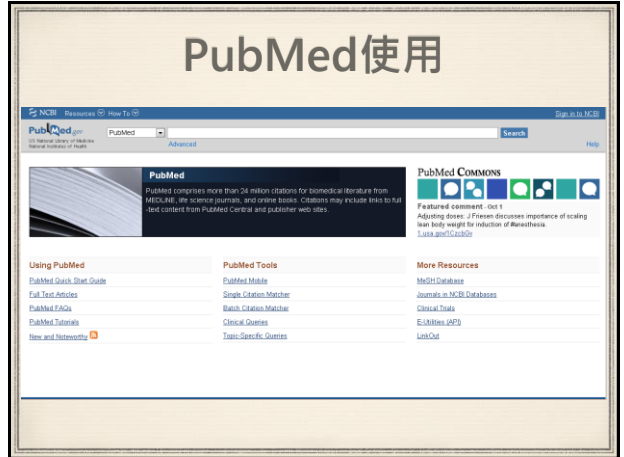 PubMed使用
NCBI Resources How To Sign in to NCBI
PubMed.gov PubMed Search
US National Library of Medicine
National Institutes of Health
Advanced Help
PubMed
PubMed comprises more than 24 million citations for biomedical literature from
MEDLINE, life science journals, and online books. Citations may include links to full
-text content from PubMed Central and publisher web sites.
PubMed Commons
Featured comment - Oct 1
Adjusting doses: J Friesen discusses importance of scaling
lean body weight for induction of #anesthesia.
1.usa.gov/1CzcbGv
Using PubMed
PubMed Quick Start Guide
Full Text Articles
PubMed FAQs
PubMed Tutorials
New and Noteworthy
PubMed Tools
PubMed Mobile
Single Citation Matcher
Batch Citation Matcher
Clinical Queries
Topic-Specific Queries
More Resources
MeSH Database
Journals in NCBI Databases
Clinical Trials
E-Utilities (API)
LinkOut